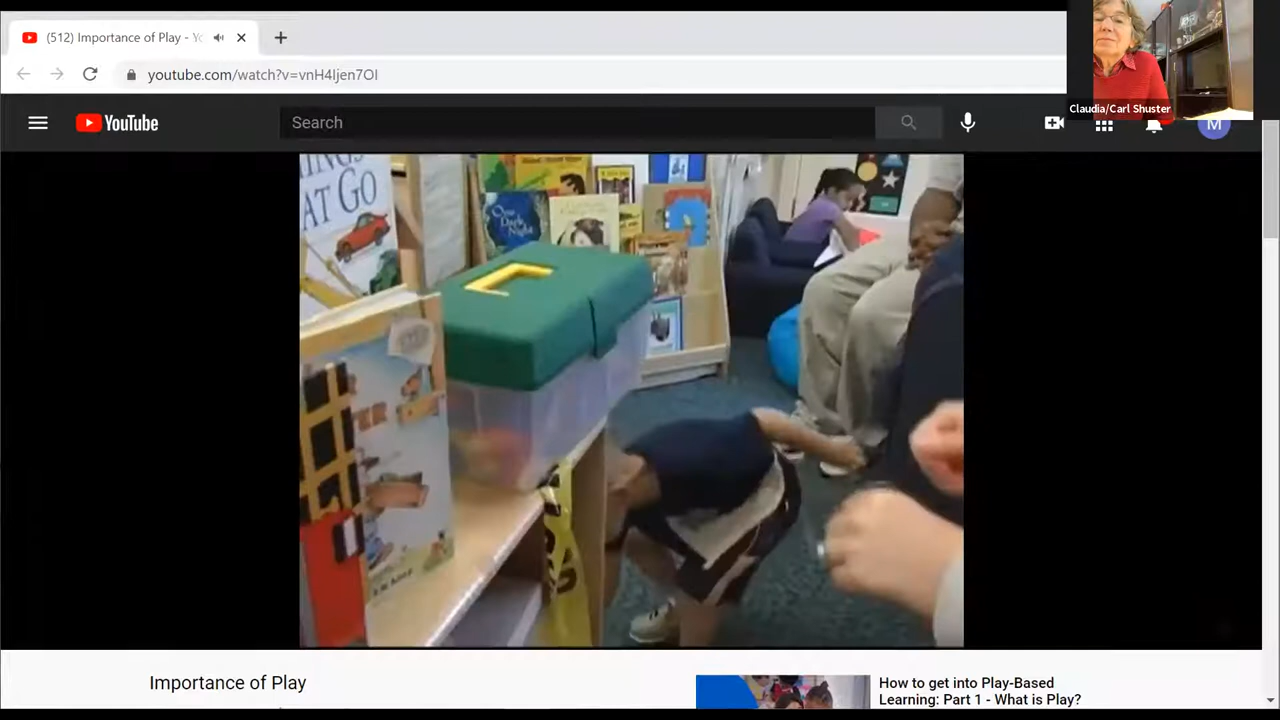 (512) Importance of Play - Yo
youtube.com/watch?v=vnH4Ijen7OI
Claudia/Carl Shuster
YouTube
Search
M
AT GO
One
Dark
Night
Importance of Play
How to get into Play-Based
Learning: Part 1 - What is Play?